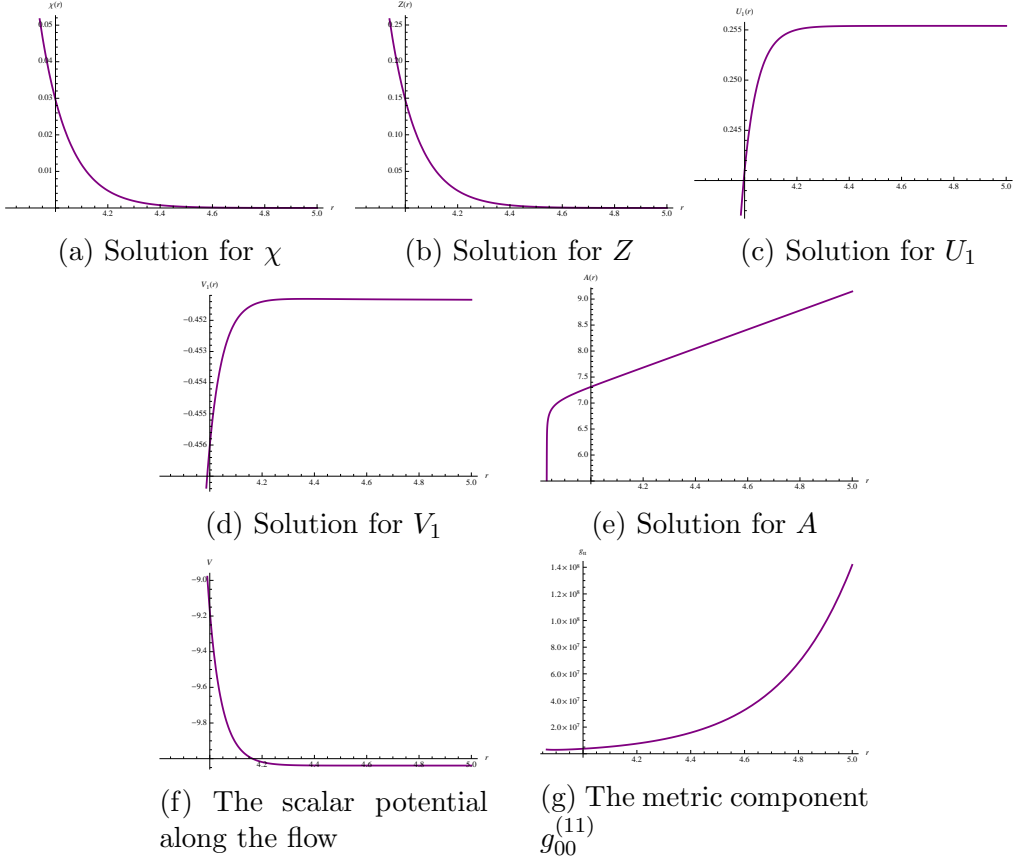 χ(r)
0.05
0.04
0.03
0.02
0.01
4.2 4.4 4.6 4.8 5.0 r
Z(r)
0.25
0.20
0.15
0.10
0.05
4.2 4.4 4.6 4.8 5.0 r
U₁(r)
0.255
0.250
0.245
4.2 4.4 4.6 4.8 5.0 r
(a) Solution for χ
(b) Solution for Z
(c) Solution for U₁
V₁(r)
−0.452
−0.453
−0.454
−0.455
−0.456
4.2 4.4 4.6 4.8 5.0 r
A(r)
9.0
8.5
8.0
7.5
7.0
6.5
6.0
4.2 4.4 4.6 4.8 5.0 r
(d) Solution for V₁
(e) Solution for A
V
−9.0
−9.2
−9.4
−9.6
−9.8
4.2 4.4 4.6 4.8 5.0 r
1.4×10⁸
1.2×10⁸
1.0×10⁸
8.0×10⁷
6.0×10⁷
4.0×10⁷
2.0×10⁷
4.2 4.4 4.6 4.8 5.0 r
(f) The scalar potential
along the flow
(g) The metric component
g₀₀⁽¹¹⁾